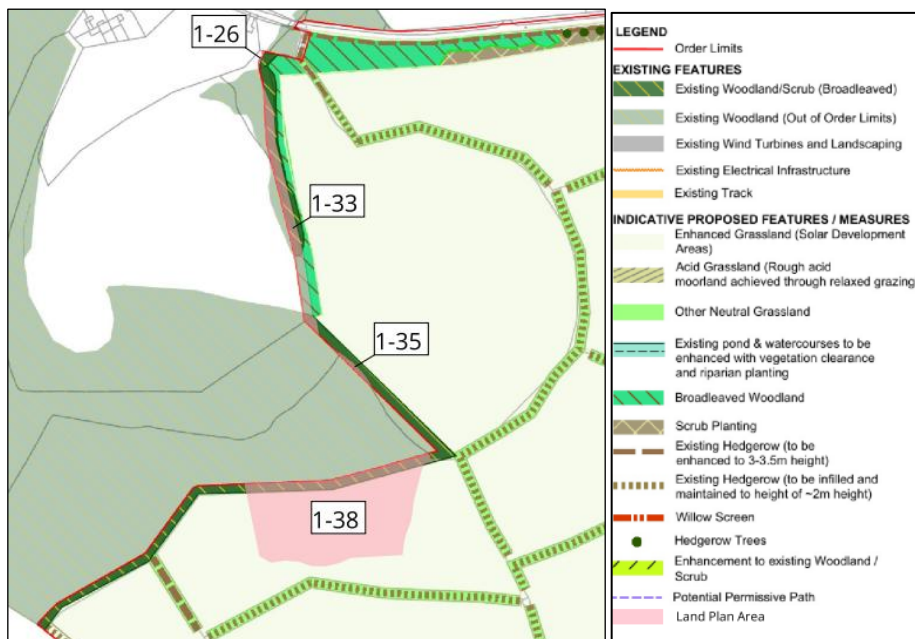 1-26
1-33
1-35
1-38
LEGEND
Order Limits
EXISTING FEATURES
Existing Woodland/Scrub (Broadleaved)
Existing Woodland (Out of Order Limits)
Existing Wind Turbines and Landscaping
Existing Electrical Infrastructure
Existing Track
INDICATIVE PROPOSED FEATURES / MEASURES
Enhanced Grassland (Solar Development
Areas)
Acid Grassland (Rough acid
moorland achieved through relaxed grazing
Other Neutral Grassland
Existing pond & watercourses to be
enhanced with vegetation clearance
and riparian planting
Broadleaved Woodland
Scrub Planting
Existing Hedgerow (to be
enhanced to 3-3.5m height)
Existing Hedgerow (to be infilled and
maintained to height of ~2m height)
Willow Screen
Hedgerow Trees
Enhancement to existing Woodland /
Scrub
Potential Permissive Path
Land Plan Area